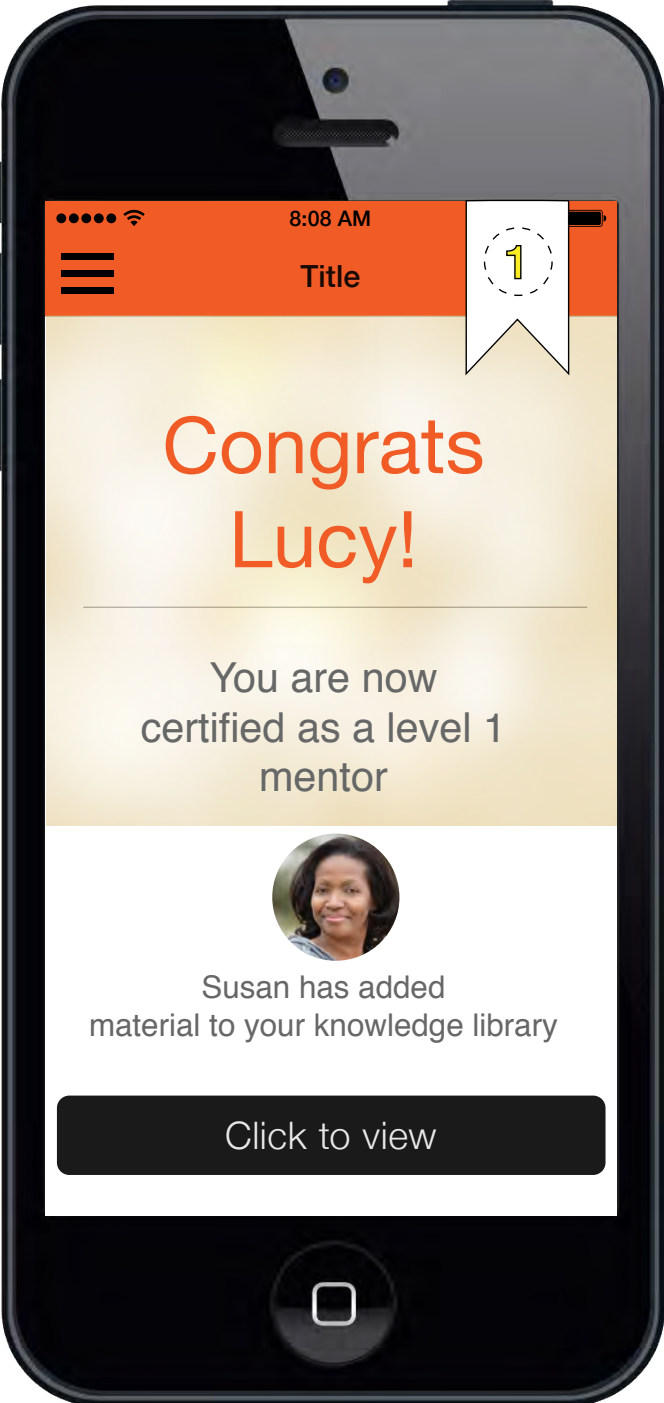 8:08 AM
Title
1
Congrats
Lucy!
You are now
certified as a level 1
mentor
Susan has added
material to your knowledge library
Click to view